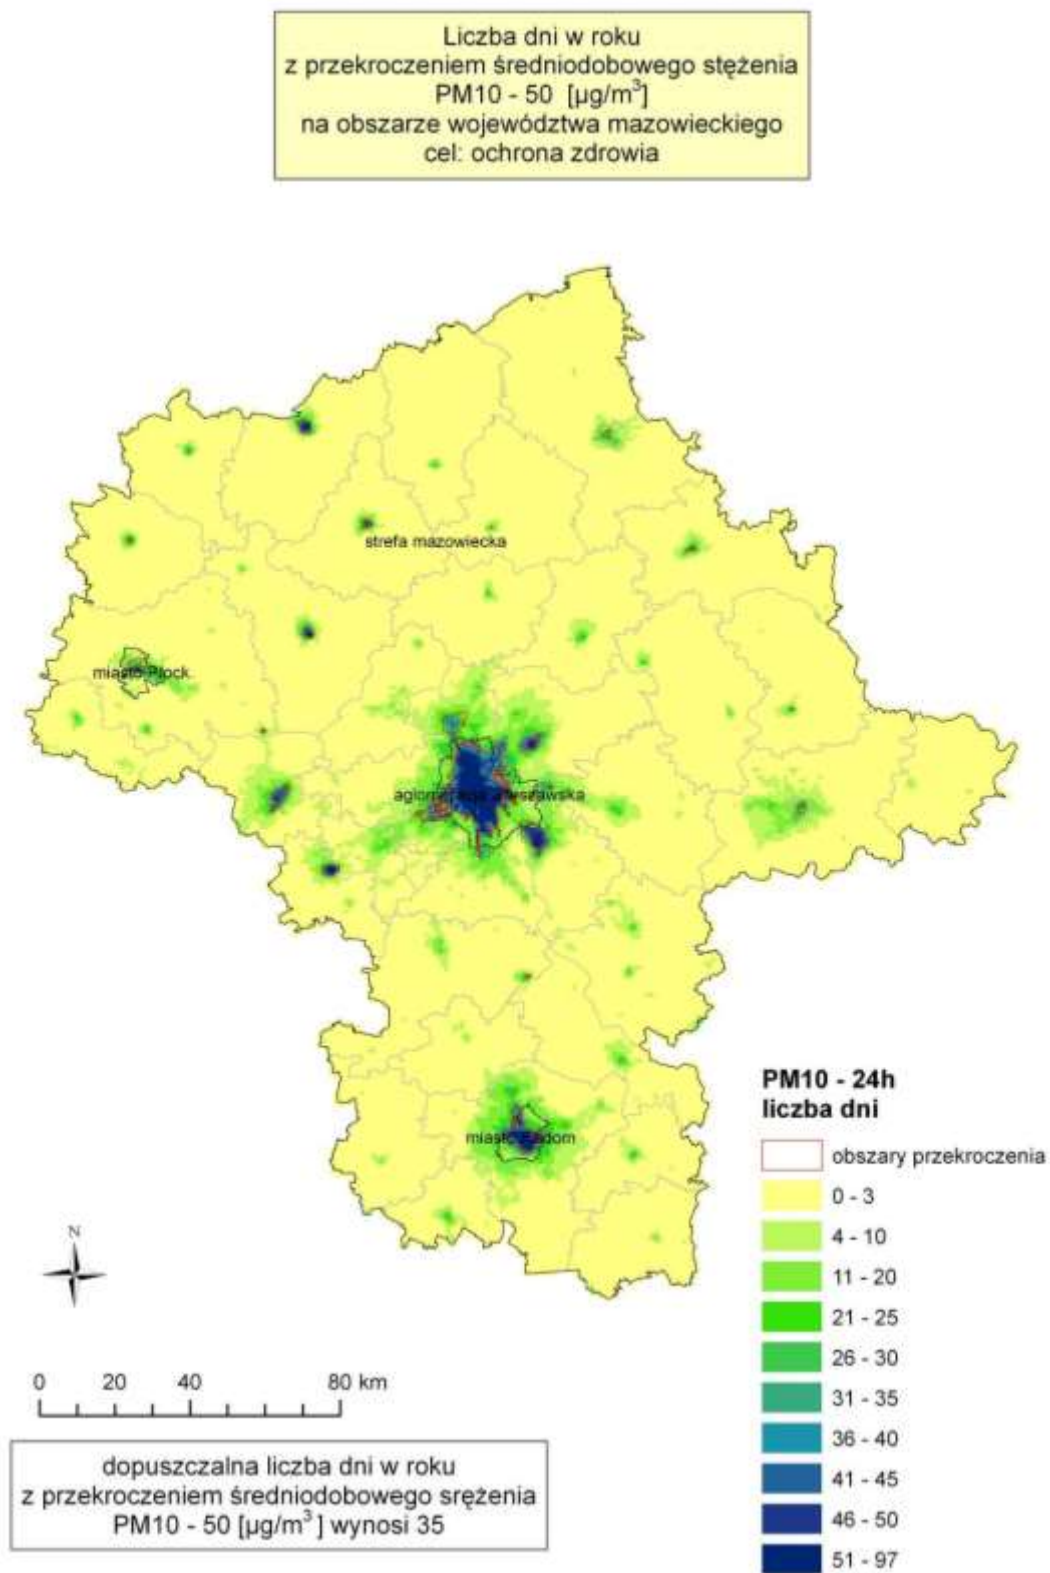 Liczba dni w roku
z przekroczeniem średniodobowego stężenia
PM10 - 50 [µg/m³]
na obszarze województwa mazowieckiego
cel: ochrona zdrowia
strefa mazowiecka
miasto Płock
aglomeracja warszawska
miasto Radom
PM10 - 24h
liczba dni
obszary przekroczenia
0 - 3
4 - 10
11 - 20
21 - 25
26 - 30
31 - 35
36 - 40
41 - 45
46 - 50
51 - 97
N
0 20 40 80 km
dopuszczalna liczba dni w roku
z przekroczeniem średniodobowego srężenia
PM10 - 50 [µg/m³] wynosi 35